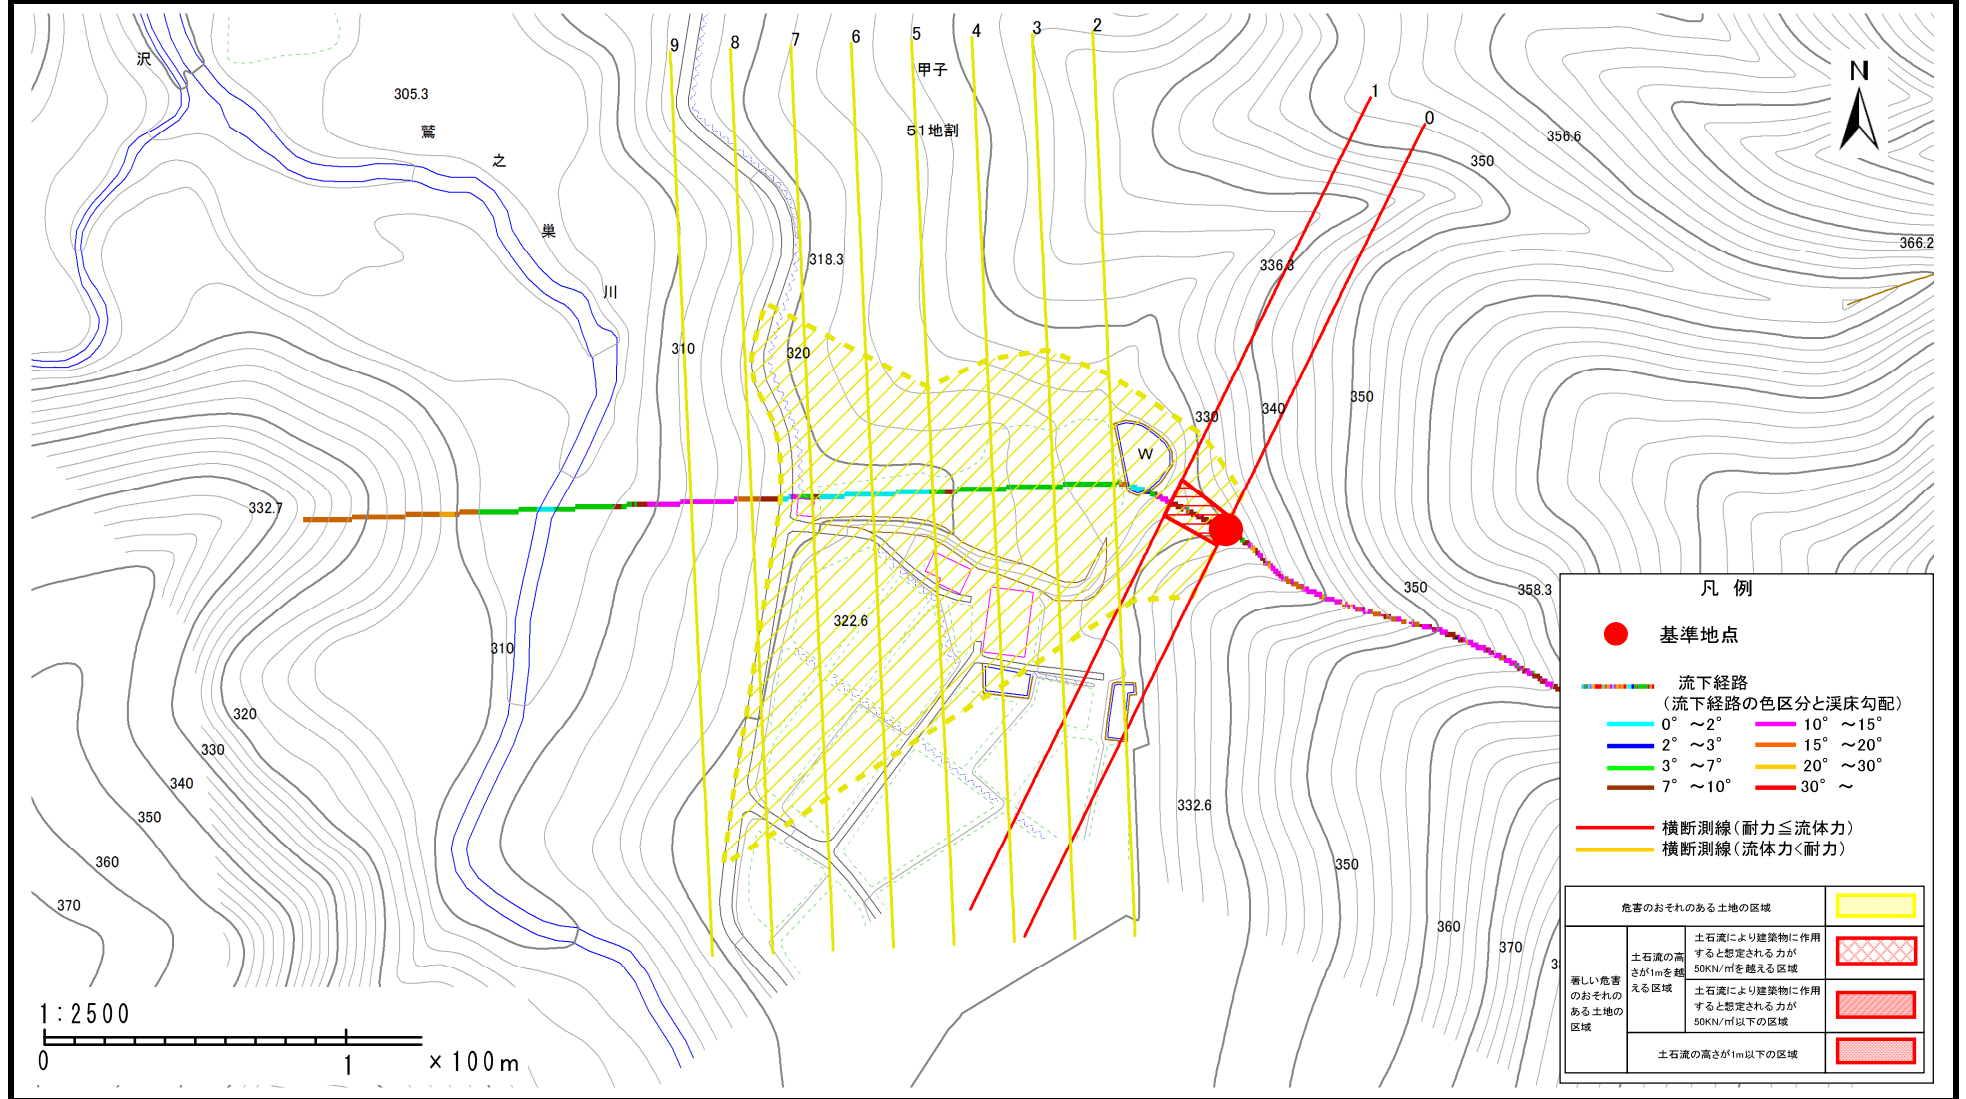 9
8
7
6
5
4
3
2
1
0
沢
305.3
鷲
之
巣
川
甲子
51地割
N
356.6
350
366.2
318.3
336.3
310
320
330
340
350
W
332.7
322.6
310
350
358.3
320
330
340
350
360
370
332.6
350
360
370
1:2500
0
1
×100m
凡 例
基準地点
流下経路
(流下経路の色区分と渓床勾配)
0° ～2° 10° ～15°
2° ～3° 15° ～20°
3° ～7° 20° ～30°
7° ～10° 30° ～
横断測線(耐力≦流体力)
横断測線(流体力<耐力)
危害のおそれのある土地の区域
著しい危害
のおそれの
ある土地の
区域
土石流の高
さが1mを越
える区域
土石流により建築物に作用
すると想定される力が
50KN/㎡を越える区域
土石流により建築物に作用
すると想定される力が
50KN/㎡以下の区域
土石流の高さが1m以下の区域